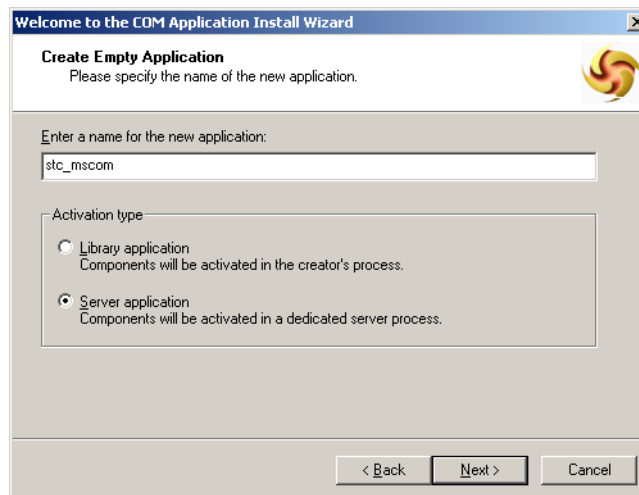 Welcome to the COM Application Install Wizard
Create Empty Application
Please specify the name of the new application.
Enter a name for the new application:
stc_mscom
Activation type
Library application
Components will be activated in the creator's process.
Server application
Components will be activated in a dedicated server process.
< Back Next > Cancel